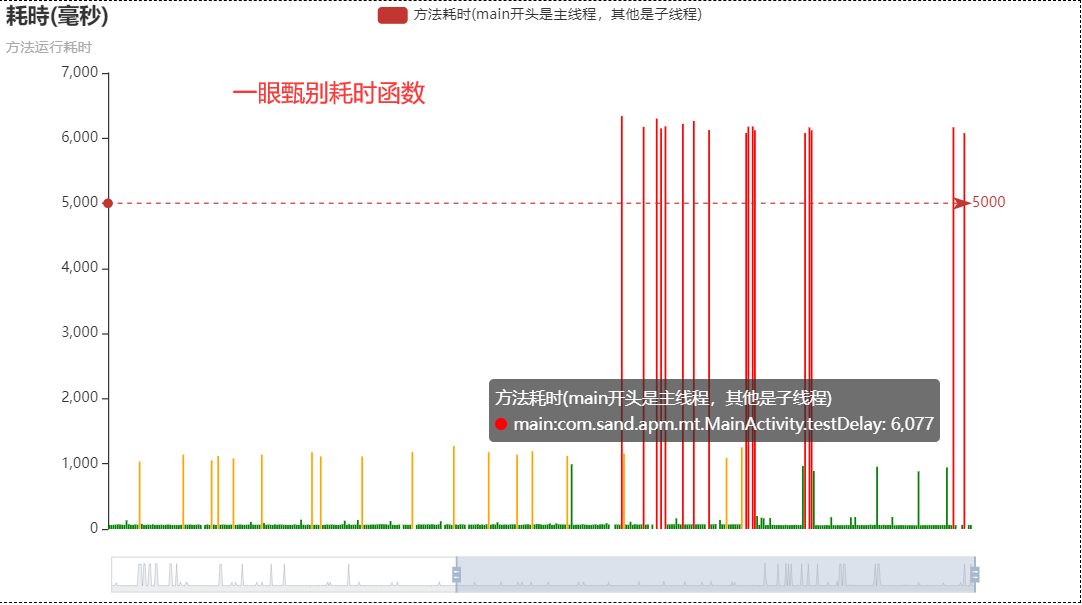 耗時(毫秒)
方法耗时(main开头是主线程，其他是子线程)
方法运行耗时
7,000
一眼甄别耗时函数
6,000
5,000
5000
4,000
3,000
2,000
方法耗时(main开头是主线程，其他是子线程)
main:com.sand.apm.mt.MainActivity.testDelay: 6,077
1,000
0